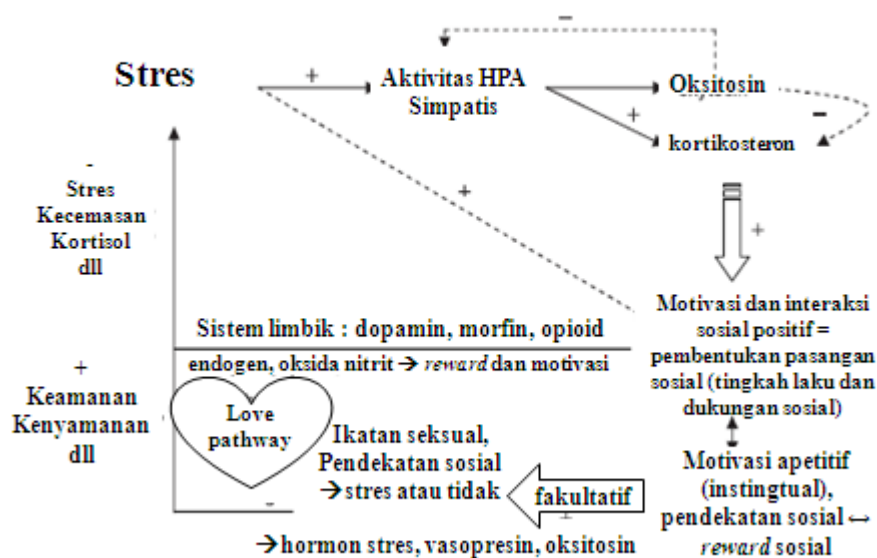 −
Stres
+
Aktivitas HPA
Simpatis
Oksitosin
+
−
kortikosteron
-
Stres
Kecemasan
Kortisol
dll
+
+
Sistem limbik : dopamin, morfin, opioid
endogen, oksida nitrit → reward dan motivasi
Motivasi dan interaksi
sosial positif =
pembentukan pasangan
sosial (tingkah laku dan
dukungan sosial)
+
Keamanan
Kenyamanan
dll
Love
pathway
Ikatan seksual,
Pendekatan sosial
→ stres atau tidak
fakultatif
Motivasi apetitif
(instingtual),
pendekatan sosial ↔
reward sosial
-
→ hormon stres, vasopresin, oksitosin